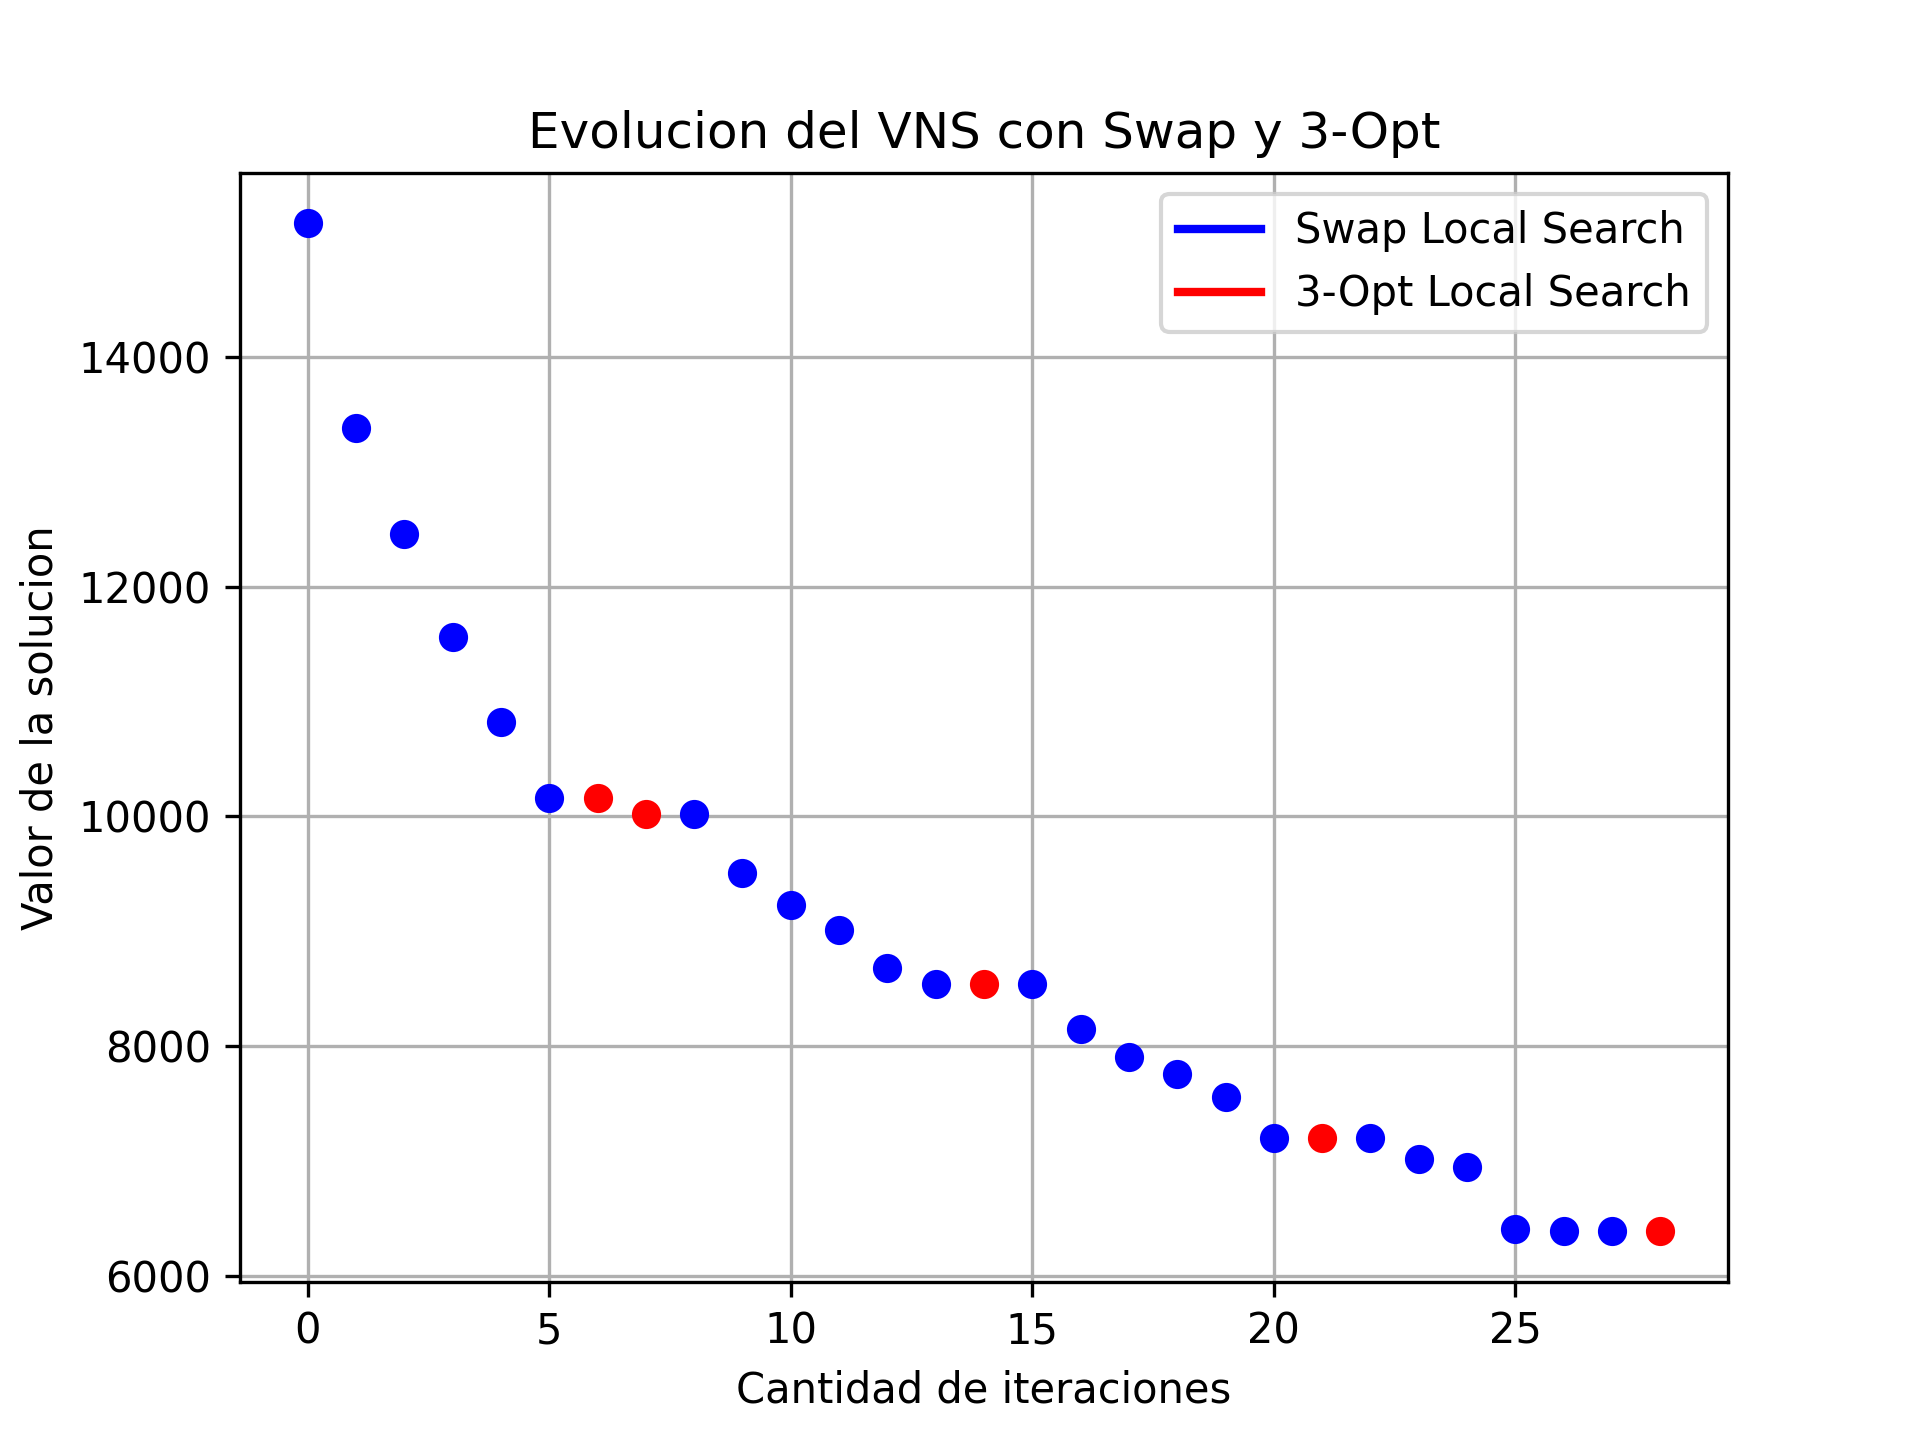 Evolucion del VNS con Swap y 3-Opt
Swap Local Search
3-Opt Local Search
Valor de la solucion
14000
12000
10000
8000
6000
0 5 10 15 20 25
Cantidad de iteraciones